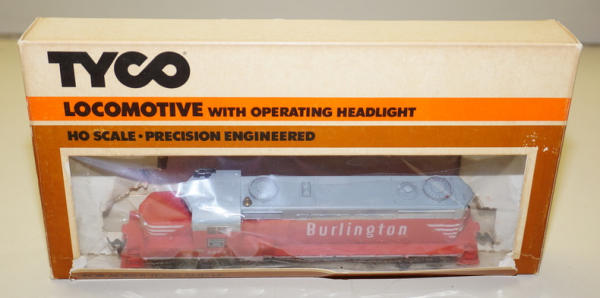 TYCO
LOCOMOTIVE WITH OPERATING HEADLIGHT
HO SCALE • PRECISION ENGINEERED
Burlington